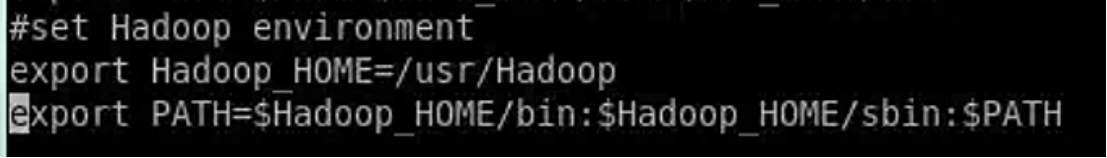 #set Hadoop environment
export Hadoop_HOME=/usr/Hadoop
export PATH=$Hadoop_HOME/bin:$Hadoop_HOME/sbin:$PATH